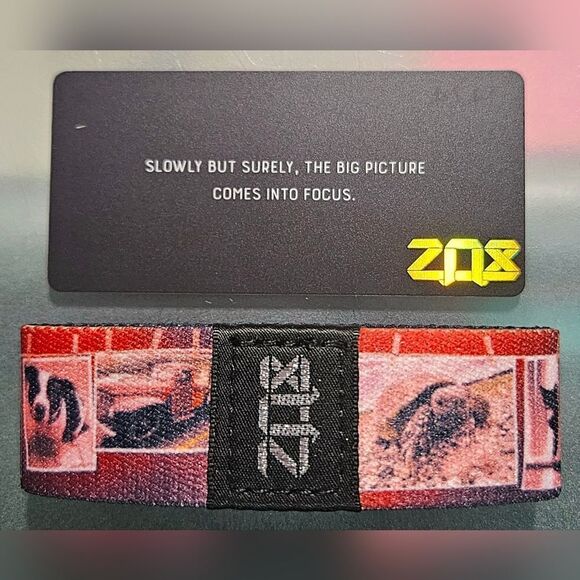 SLOWLY BUT SURELY, THE BIG PICTURE
COMES INTO FOCUS.
ZOX
ZOX